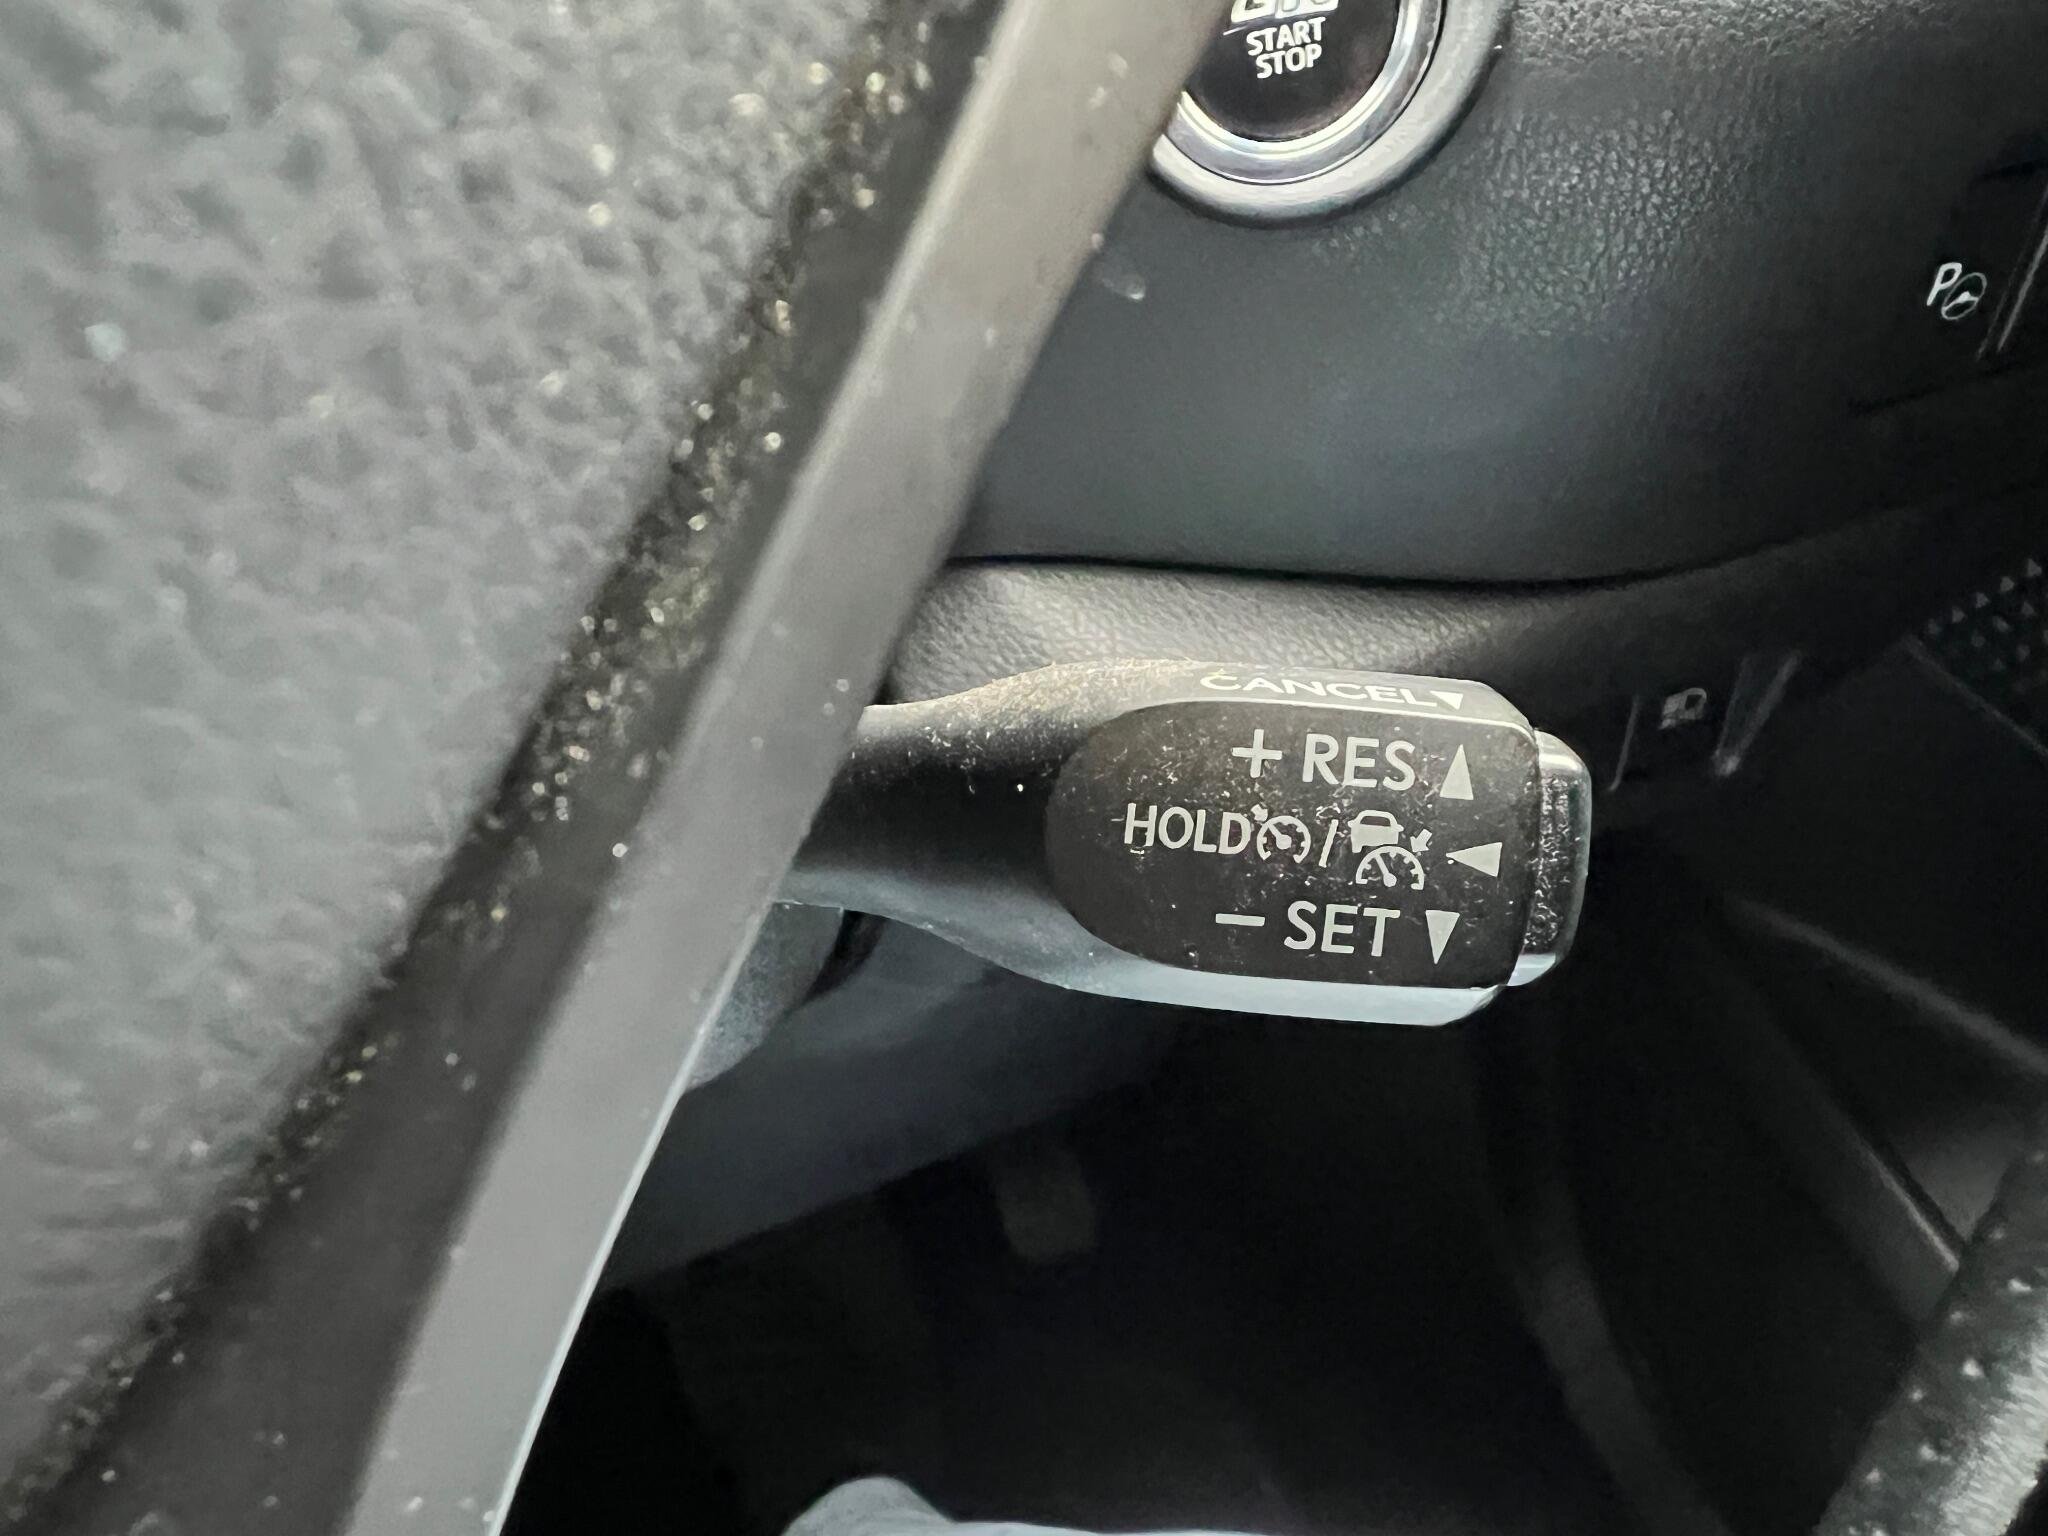 START
STOP
P
CANCEL▼
+ RES ▲
HOLD / ◀
− SET ▼